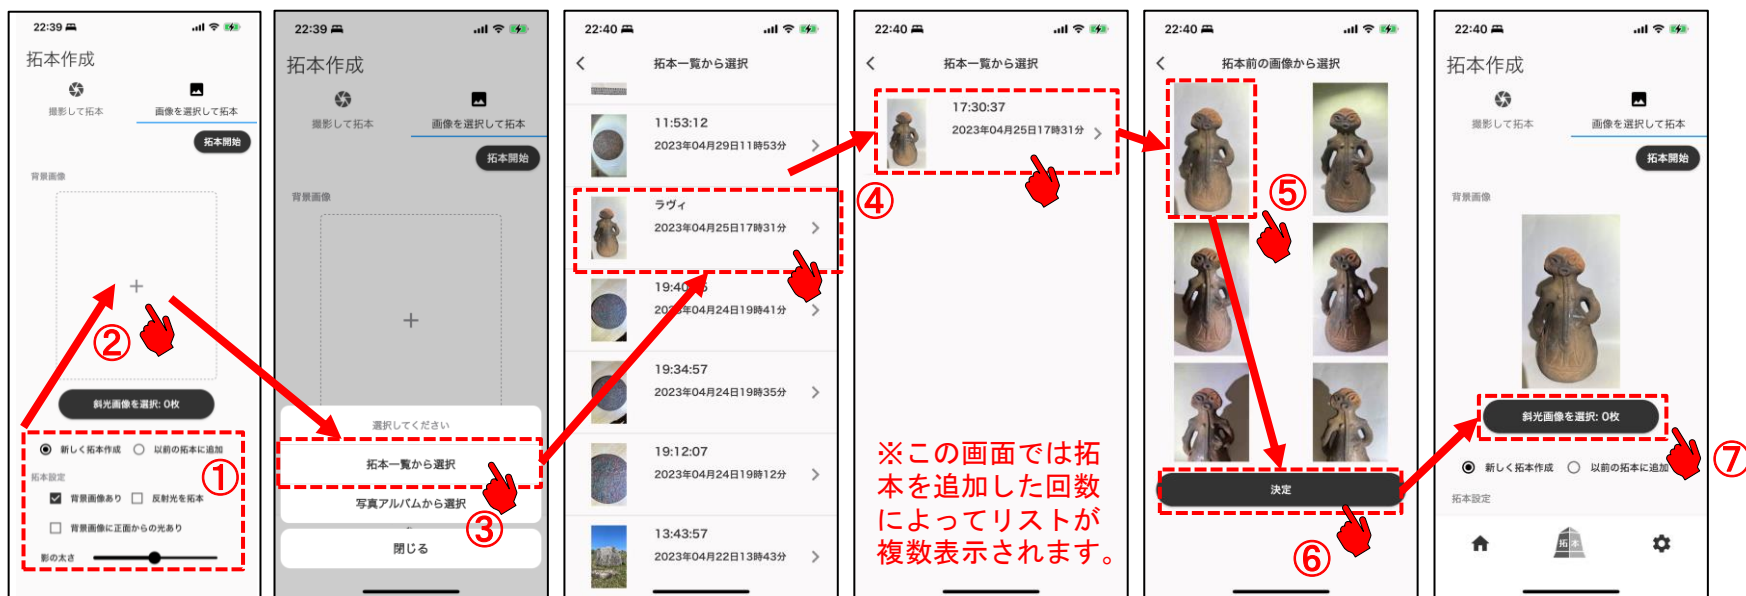 22:39
拓本作成
撮影して拓本
画像を選択して拓本
拓本開始
背景画像
+
②
斜光画像を選択: 0枚
①
新しく拓本作成
以前の拓本に追加
拓本設定
背景画像あり
反射光を拓本
背景画像に正面からの光あり
影の太さ
22:39
拓本作成
撮影して拓本
画像を選択して拓本
拓本開始
背景画像
+
選択してください
拓本一覧から選択
写真アルバムから選択
③
閉じる
22:40
拓本一覧から選択
11:53:12
2023年04月29日11時53分
ラヴィ
2023年04月25日17時31分
④
2023年04月24日19時41分
19:34:57
2023年04月24日19時35分
19:12:07
2023年04月24日19時12分
13:43:57
2023年04月22日13時43分
22:40
拓本一覧から選択
17:30:37
2023年04月25日17時31分
※この画面では拓
本を追加した回数
によってリストが
複数表示されます。
22:40
拓本前の画像から選択
⑤
決定
⑥
22:40
拓本作成
撮影して拓本
画像を選択して拓本
拓本開始
背景画像
斜光画像を選択: 0枚
⑦
新しく拓本作成
以前の拓本に追加
拓本設定
拓本